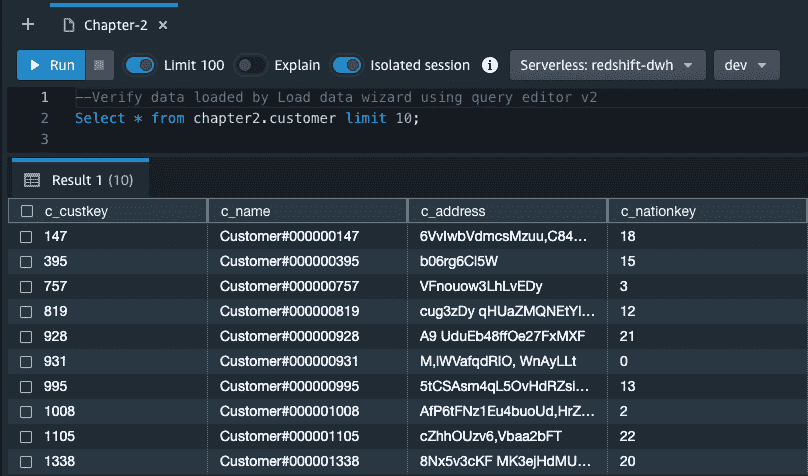 Chapter-2
Run Limit 100 Explain Isolated session Serverless: redshift-dwh dev
1 --Verify data loaded by Load data wizard using query editor v2
2 Select * from chapter2.customer limit 10;
3
Result 1 (10)
c_custkey c_name c_address c_nationkey
147 Customer#000000147 6VvIwbVdmcsMzuu,C84... 18
395 Customer#000000395 b06rg6Cl5W 15
757 Customer#000000757 VFnouow3LhLvEDy 3
819 Customer#000000819 cug3zDy qHUaZMQNEtYl... 12
928 Customer#000000928 A9 UduEb48ffOe27FxMXF 21
931 Customer#000000931 M,lWVafqdRlO, WnAyLLt 0
995 Customer#000000995 5tCSAsm4qL5OvHdRZsi... 13
1008 Customer#000001008 AfP6tFNz1Eu4buoUd,HrZ... 2
1105 Customer#000001105 cZhhOUzv6,Vbaa2bFT 22
1338 Customer#000001338 8Nx5v3cKF MK3ejHdMU... 20